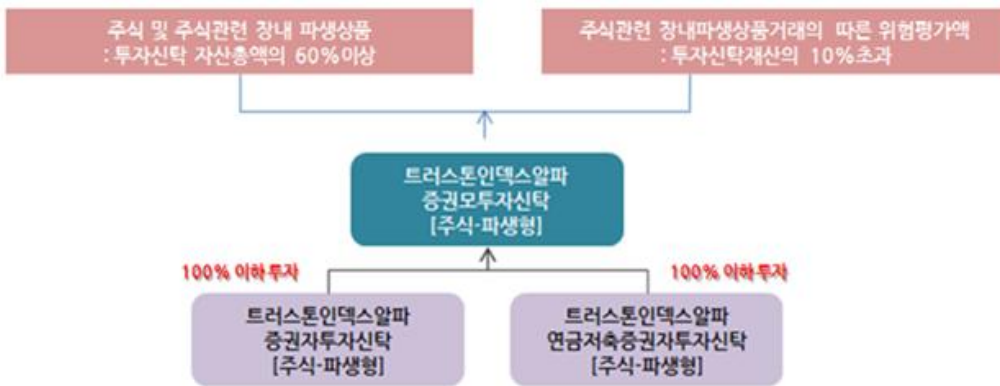 주식 및 주식관련 장내 파생상품
: 투자신탁 자산총액의 60%이상
주식관련 장내파생상품거래의 따른 위험평가액
: 투자신탁재산의 10%초과
트러스톤인덱스알파
증권모투자신탁
[주식-파생형]
100% 이하 투자
100% 이하 투자
트러스톤인덱스알파
증권자투자신탁
[주식-파생형]
트러스톤인덱스알파
연금저축증권자투자신탁
[주식-파생형]